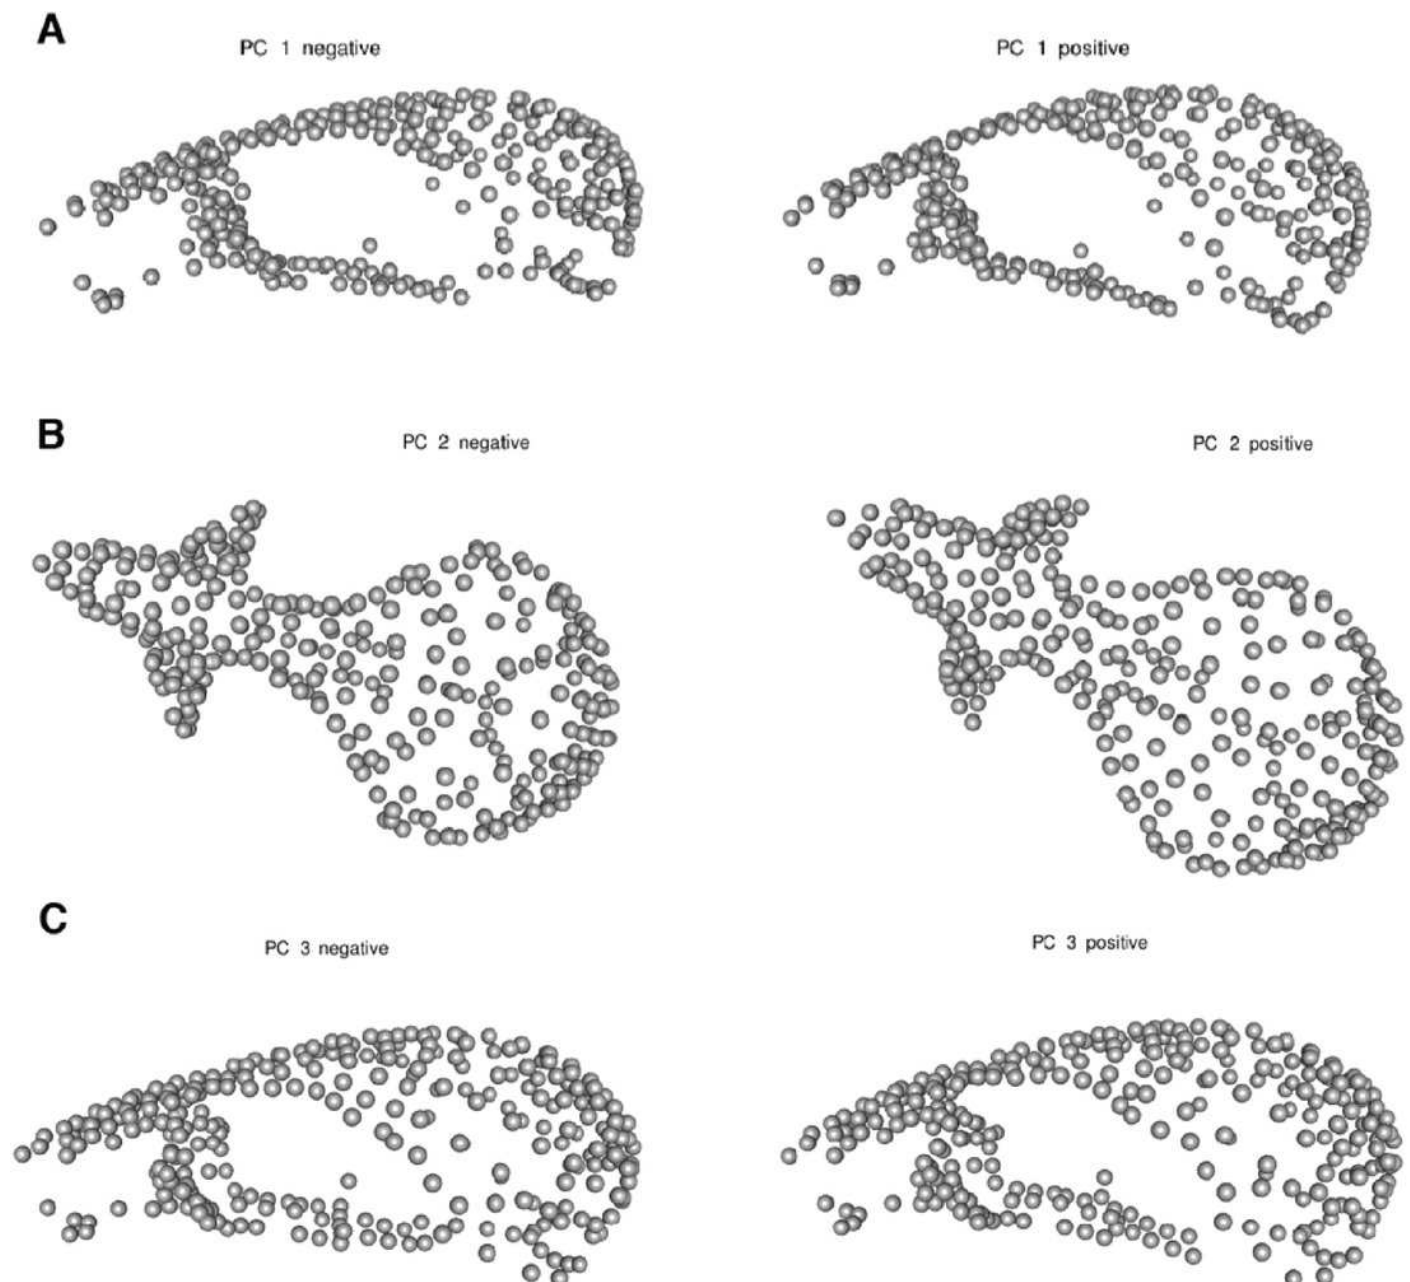 A
PC 1 negative
PC 1 positive
B
PC 2 negative
PC 2 positive
C
PC 3 negative
PC 3 positive